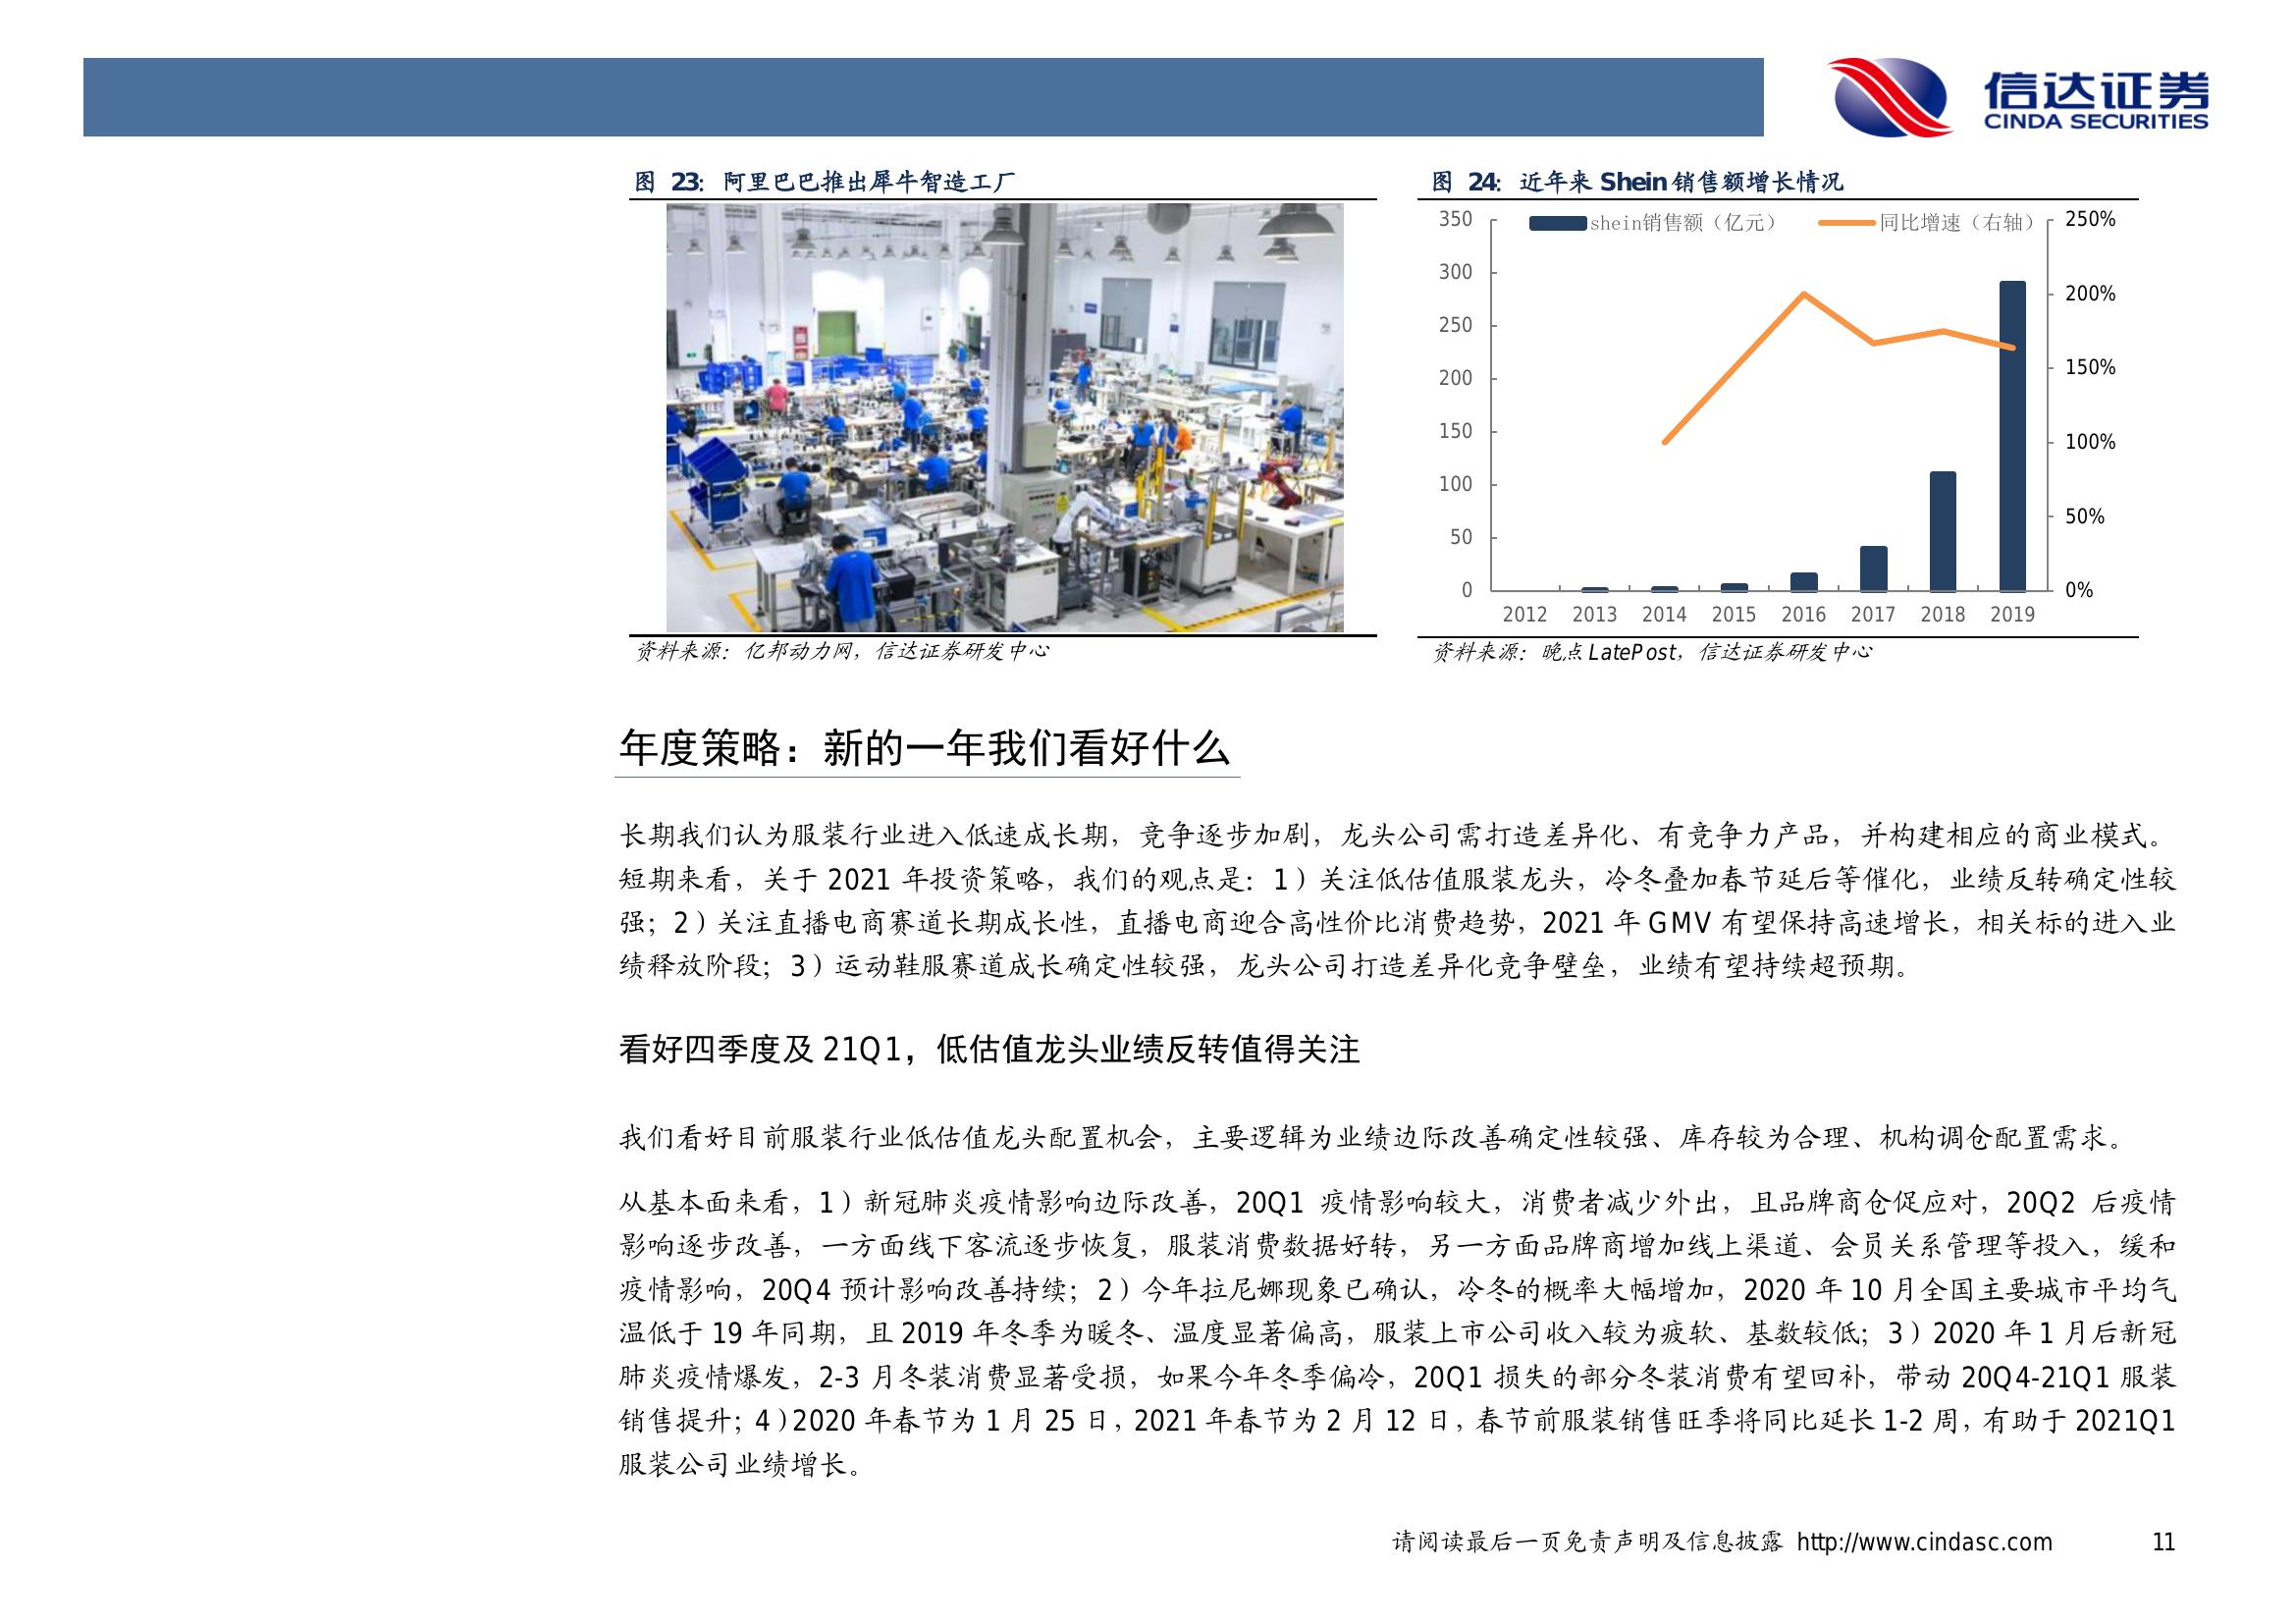 信达证券
CINDA SECURITIES
图 23: 阿里巴巴推出犀牛智造工厂
资料来源：亿邦动力网，信达证券研发中心
图 24: 近年来 Shein 销售额增长情况
shein销售额（亿元）
同比增速（右轴）
350
300
250
200
150
100
50
0
250%
200%
150%
100%
50%
0%
2012 2013 2014 2015 2016 2017 2018 2019
资料来源：晚点 LatePost，信达证券研发中心
年度策略：新的一年我们看好什么
长期我们认为服装行业进入低速成长期，竞争逐步加剧，龙头公司需打造差异化、有竞争力产品，并构建相应的商业模式。
短期来看，关于 2021 年投资策略，我们的观点是：1）关注低估值服装龙头，冷冬叠加春节延后等催化，业绩反转确定性较
强；2）关注直播电商赛道长期成长性，直播电商迎合高性价比消费趋势，2021 年 GMV 有望保持高速增长，相关标的进入业
绩释放阶段；3）运动鞋服赛道成长确定性较强，龙头公司打造差异化竞争壁垒，业绩有望持续超预期。
看好四季度及 21Q1，低估值龙头业绩反转值得关注
我们看好目前服装行业低估值龙头配置机会，主要逻辑为业绩边际改善确定性较强、库存较为合理、机构调仓配置需求。
从基本面来看，1）新冠肺炎疫情影响边际改善，20Q1 疫情影响较大，消费者减少外出，且品牌商仓促应对，20Q2 后疫情
影响逐步改善，一方面线下客流逐步恢复，服装消费数据好转，另一方面品牌商增加线上渠道、会员关系管理等投入，缓和
疫情影响，20Q4 预计影响改善持续；2）今年拉尼娜现象已确认，冷冬的概率大幅增加，2020 年 10 月全国主要城市平均气
温低于 19 年同期，且 2019 年冬季为暖冬、温度显著偏高，服装上市公司收入较为疲软、基数较低；3）2020 年 1 月后新冠
肺炎疫情爆发，2-3 月冬装消费显著受损，如果今年冬季偏冷，20Q1 损失的部分冬装消费有望回补，带动 20Q4-21Q1 服装
销售提升；4）2020 年春节为 1 月 25 日，2021 年春节为 2 月 12 日，春节前服装销售旺季将同比延长 1-2 周，有助于 2021Q1
服装公司业绩增长。
请阅读最后一页免责声明及信息披露 http://www.cindasc.com 11